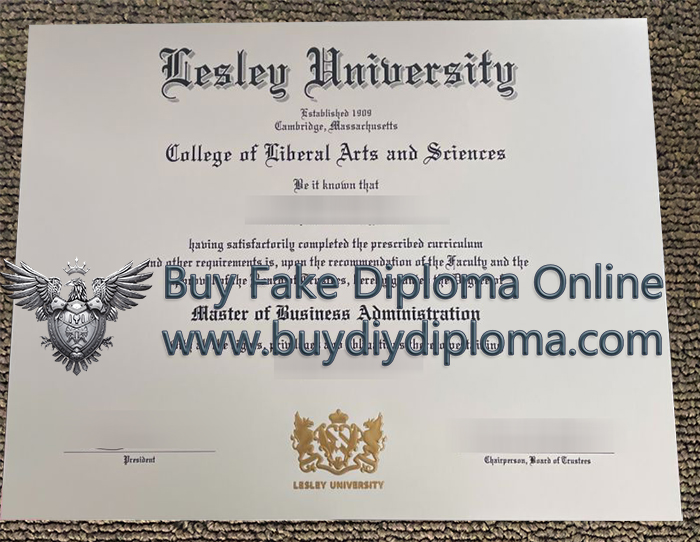 Lesley University
Established 1909
Cambridge, Massachusetts
College of Liberal Arts and Sciences
Be it known that
having satisfactorily completed the prescribed curriculum
and other requirements is, upon the recommendation of the Faculty and the
Buy Fake Diploma Online
Master of Business Administration
www.buydiydiploma.com
President
LESLEY UNIVERSITY
Chairperson, Board of Trustees